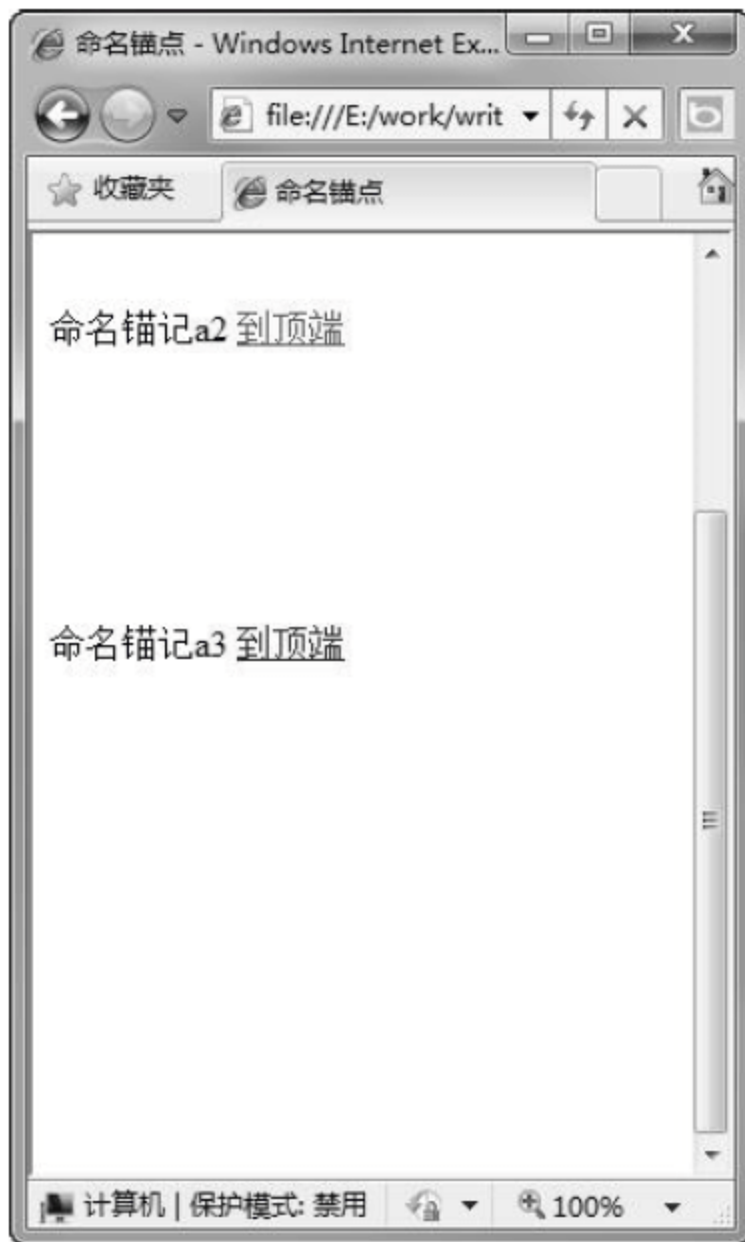 命名锚点 - Windows Internet Ex...
file:///E:/work/writ
收藏夹 命名锚点
命名锚记a2 到顶端
命名锚记a3 到顶端
计算机 | 保护模式: 禁用 100%